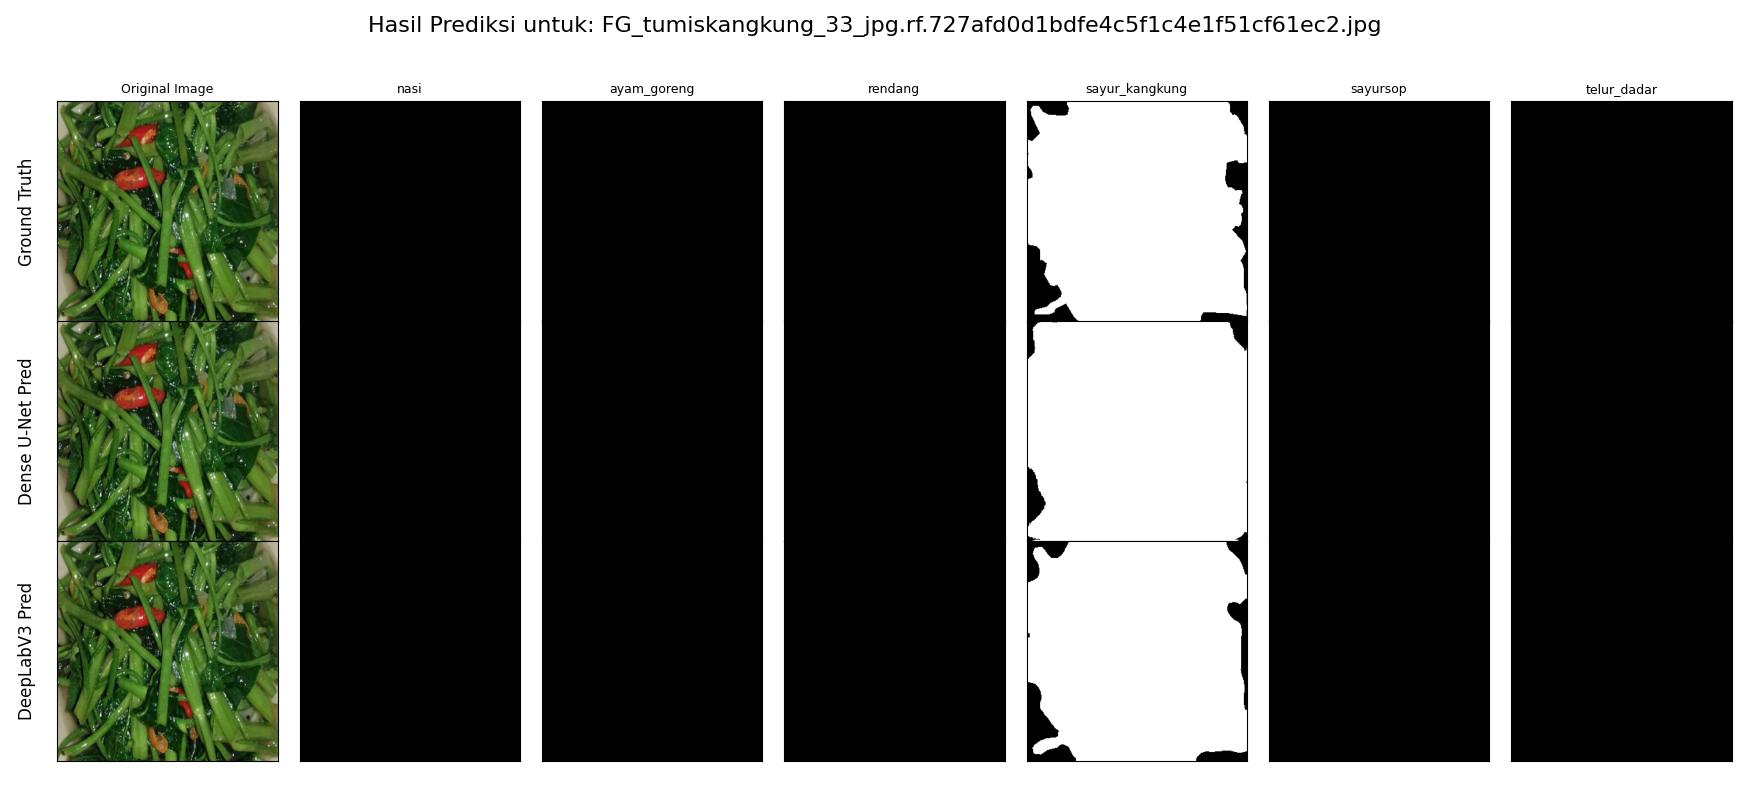 Hasil Prediksi untuk: FG_tumiskangkung_33_jpg.rf.727afd0d1bdfe4c5f1c4e1f51cf61ec2.jpg
Original Image
nasi
ayam_goreng
rendang
sayur_kangkung
sayursop
telur_dadar
Ground Truth
Dense U-Net Pred
DeepLabV3 Pred